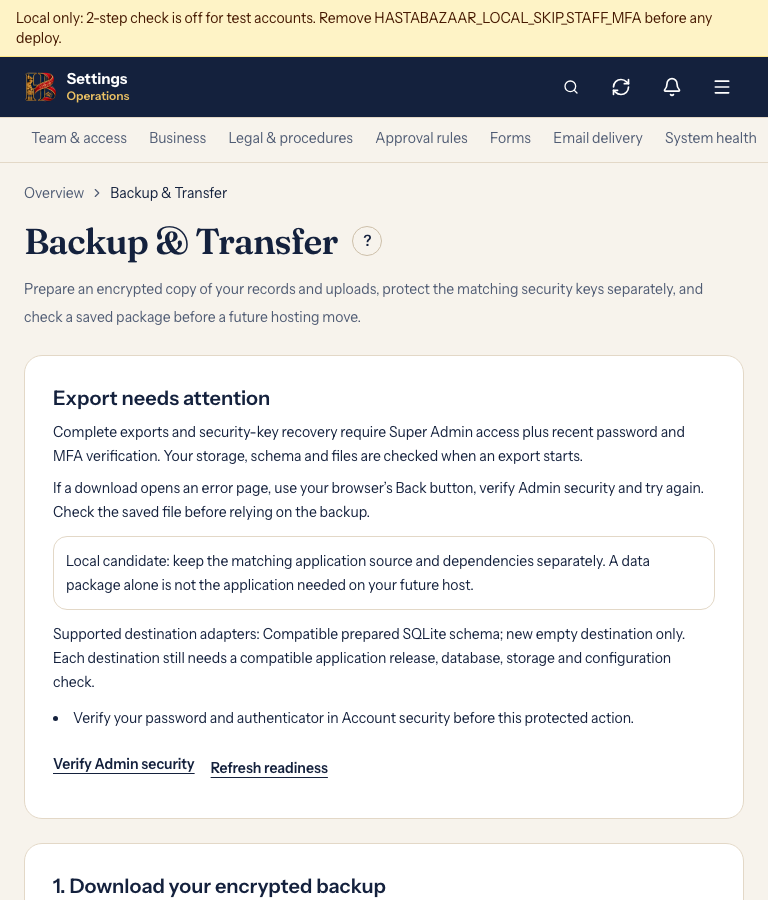 Local only: 2-step check is off for test accounts. Remove HASTABAZAAR_LOCAL_SKIP_STAFF_MFA before any
deploy.
Settings
Operations
Team & access Business Legal & procedures Approval rules Forms Email delivery System health
Overview > Backup & Transfer
Backup & Transfer ?
Prepare an encrypted copy of your records and uploads, protect the matching security keys separately, and
check a saved package before a future hosting move.
Export needs attention
Complete exports and security-key recovery require Super Admin access plus recent password and
MFA verification. Your storage, schema and files are checked when an export starts.
If a download opens an error page, use your browser’s Back button, verify Admin security and try again.
Check the saved file before relying on the backup.
Local candidate: keep the matching application source and dependencies separately. A data
package alone is not the application needed on your future host.
Supported destination adapters: Compatible prepared SQLite schema; new empty destination only.
Each destination still needs a compatible application release, database, storage and configuration
check.
• Verify your password and authenticator in Account security before this protected action.
Verify Admin security Refresh readiness
1. Download your encrypted backup